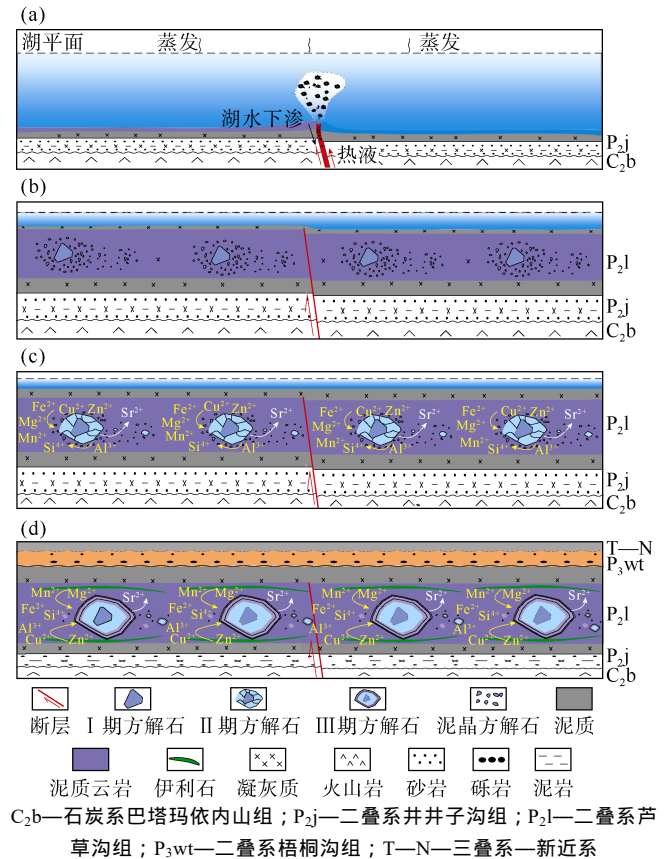 (a)
湖平面 蒸发 蒸发
湖水下渗
热液
P₂j
C₂b
(b)
P₂l
P₂j
C₂b
(c)
Fe²⁺ Cu²⁺ Zn²⁺ Sr²⁺ Fe²⁺ Cu²⁺ Zn²⁺ Sr²⁺ Fe²⁺ Cu²⁺ Zn²⁺ Sr²⁺ Fe²⁺ Cu²⁺ Zn²⁺ Sr²⁺
Mg²⁺ Mg²⁺ Mg²⁺ Mg²⁺
Mn²⁺ Mn²⁺ Mn²⁺ Mn²⁺
Si⁴⁺ Al³⁺ Si⁴⁺ Al³⁺ Si⁴⁺ Al³⁺ Si⁴⁺ Al³⁺
P₂l
P₂j
C₂b
(d)
T—N
P₃wt
Mn²⁺ Mg²⁺ Sr²⁺ Mn²⁺ Mg²⁺ Sr²⁺ Mn²⁺ Mg²⁺ Sr²⁺ Mn²⁺ Mg²⁺ Sr²⁺
Fe²⁺ Si⁴⁺ Fe²⁺ Si⁴⁺ Fe²⁺ Si⁴⁺ Fe²⁺ Si⁴⁺
Al³⁺ Al³⁺ Al³⁺ Al³⁺
Cu²⁺ Zn²⁺ Cu²⁺ Zn²⁺ Cu²⁺ Zn²⁺ Cu²⁺ Zn²⁺
P₂l
P₂j
C₂b
断层 Ⅰ期方解石 Ⅱ期方解石 Ⅲ期方解石 泥晶方解石 泥质
泥质云岩 伊利石 凝灰质 火山岩 砂岩 砾岩 泥岩
C₂b—石炭系巴塔玛依内山组；P₂j—二叠系井井子沟组；P₂l—二叠系芦
草沟组；P₃wt—二叠系梧桐沟组；T—N—三叠系—新近系